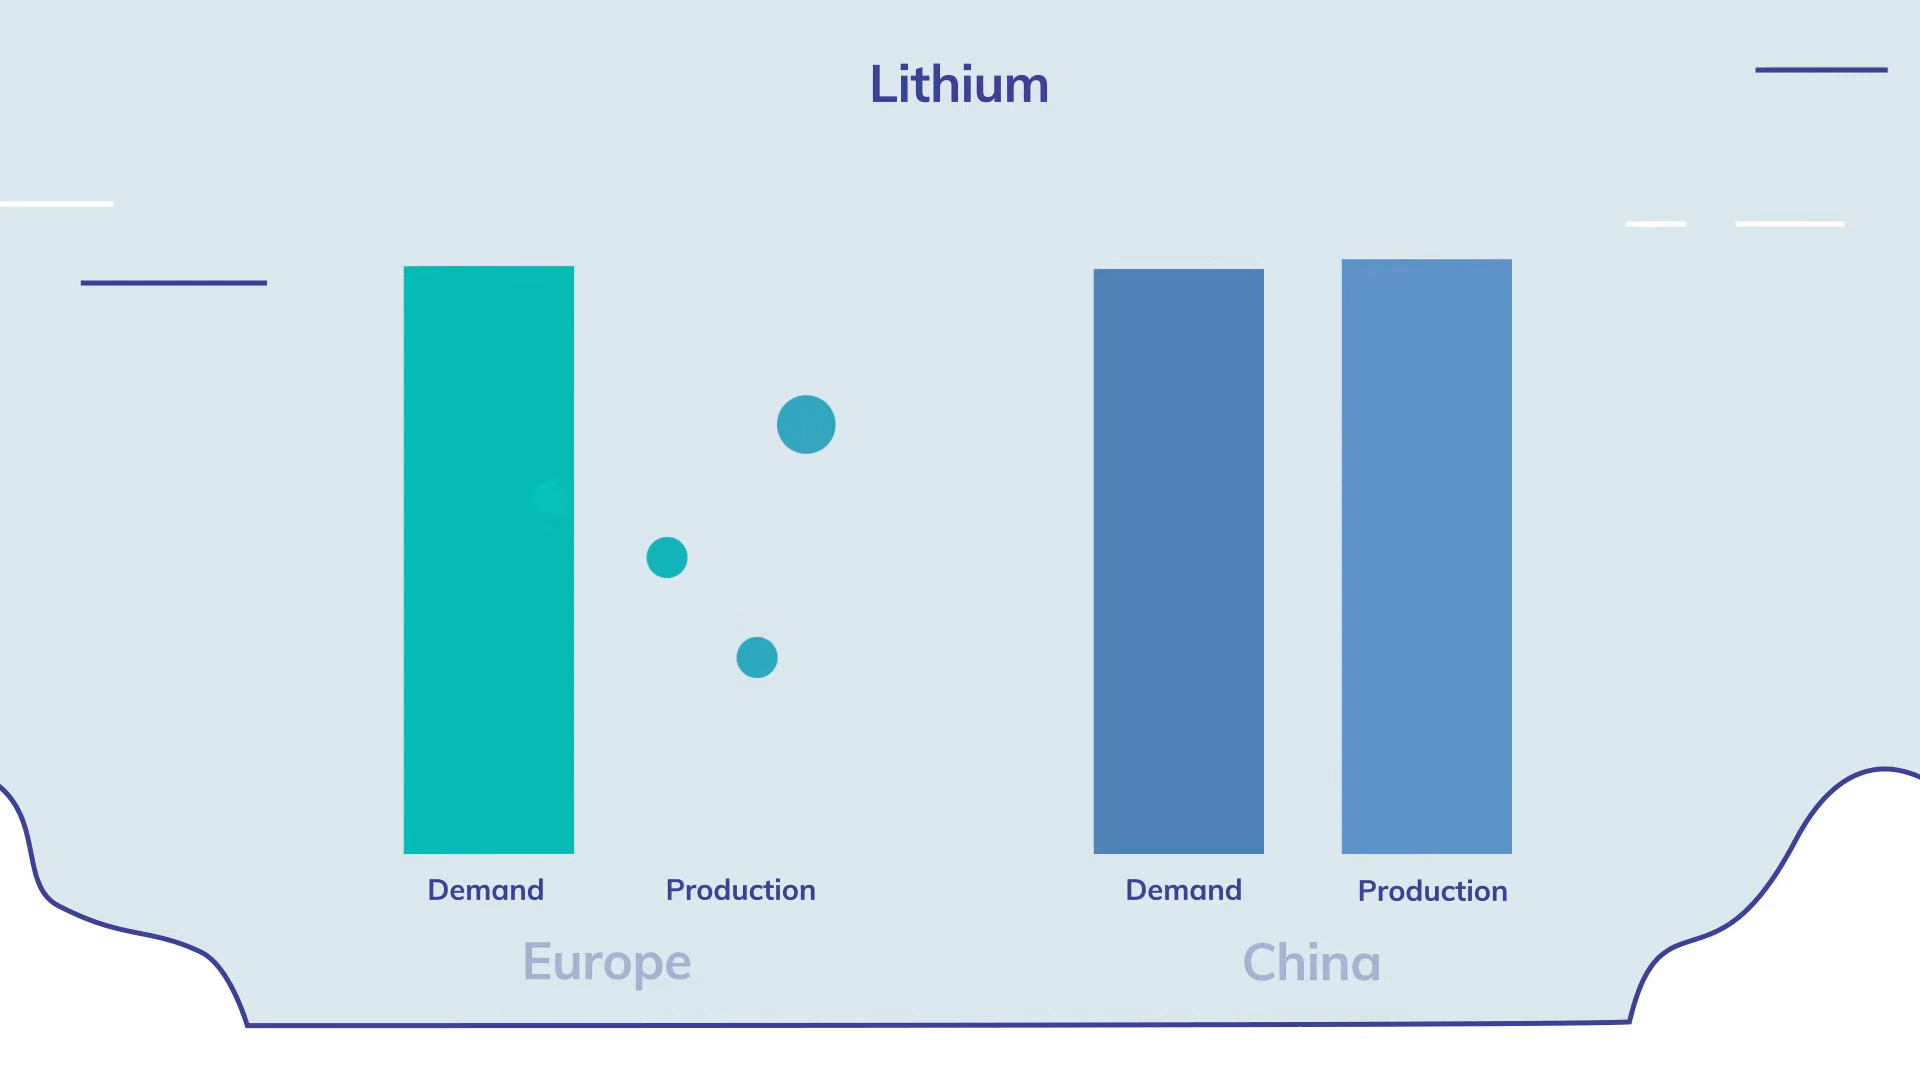 Lithium
Demand
Production
Demand
Production
Europe
China